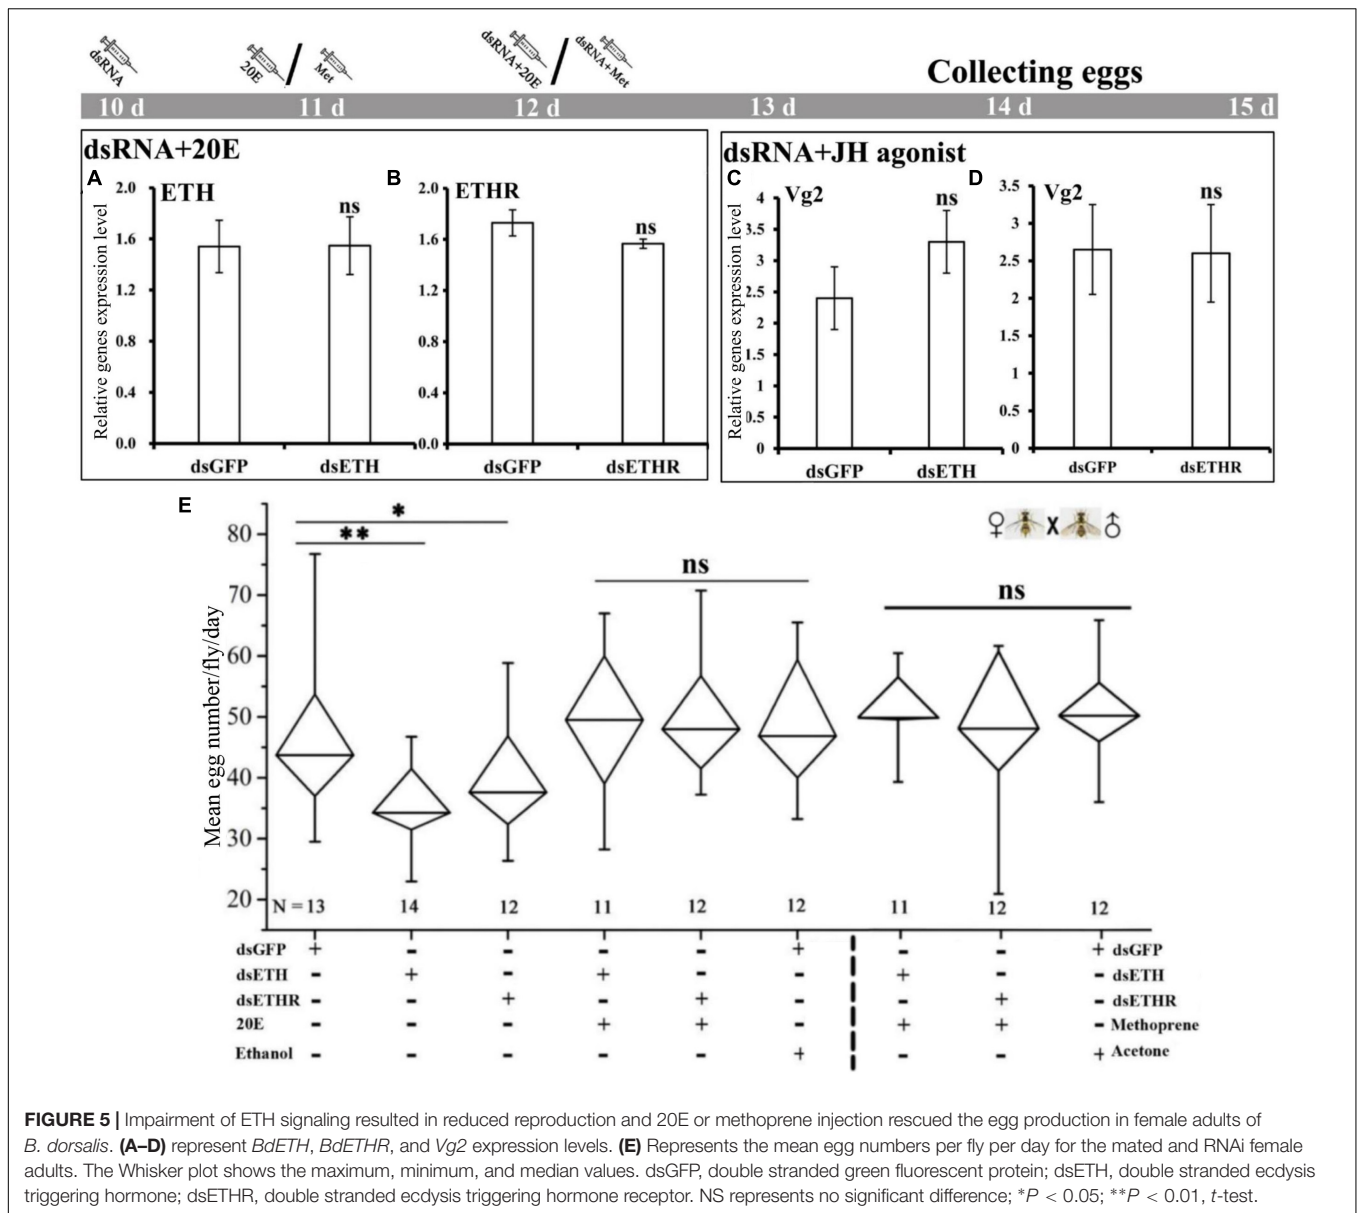 dsRNA
20E
/
Met
dsRNA+20E
/
dsRNA+Met
Collecting eggs
10 d 11 d 12 d 13 d 14 d 15 d
dsRNA+20E
A
ETH
Relative genes expression level
2.0
1.6
1.2
0.8
0.4
0.0
ns
dsGFP dsETH
B
ETHR
2.0
1.6
1.2
0.8
0.4
0.0
ns
dsGFP dsETHR
dsRNA+JH agonist
C
Vg2
Relative genes expression level
4
3.5
3
2.5
2
1.5
1
0.5
0
ns
dsGFP dsETH
D
Vg2
3.5
3
2.5
2
1.5
1
0.5
0
ns
dsGFP dsETHR
E
Mean egg number/fly/day
80
70
60
50
40
30
20
*
**
ns
ns
♀ X ♂
N = 13 14 12 11 12 12 11 12 12
dsGFP + - - - - + - - + dsGFP
dsETH - + - + - - + - - dsETH
dsETHR - - + - + - - + - dsETHR
20E - - - + + - + + - Methoprene
Ethanol - - - - - + - - + Acetone
FIGURE 5 | Impairment of ETH signaling resulted in reduced reproduction and 20E or methoprene injection rescued the egg production in female adults of
B. dorsalis. (A–D) represent BdETH, BdETHR, and Vg2 expression levels. (E) Represents the mean egg numbers per fly per day for the mated and RNAi female
adults. The Whisker plot shows the maximum, minimum, and median values. dsGFP, double stranded green fluorescent protein; dsETH, double stranded ecdysis
triggering hormone; dsETHR, double stranded ecdysis triggering hormone receptor. NS represents no significant difference; *P < 0.05; **P < 0.01, t-test.